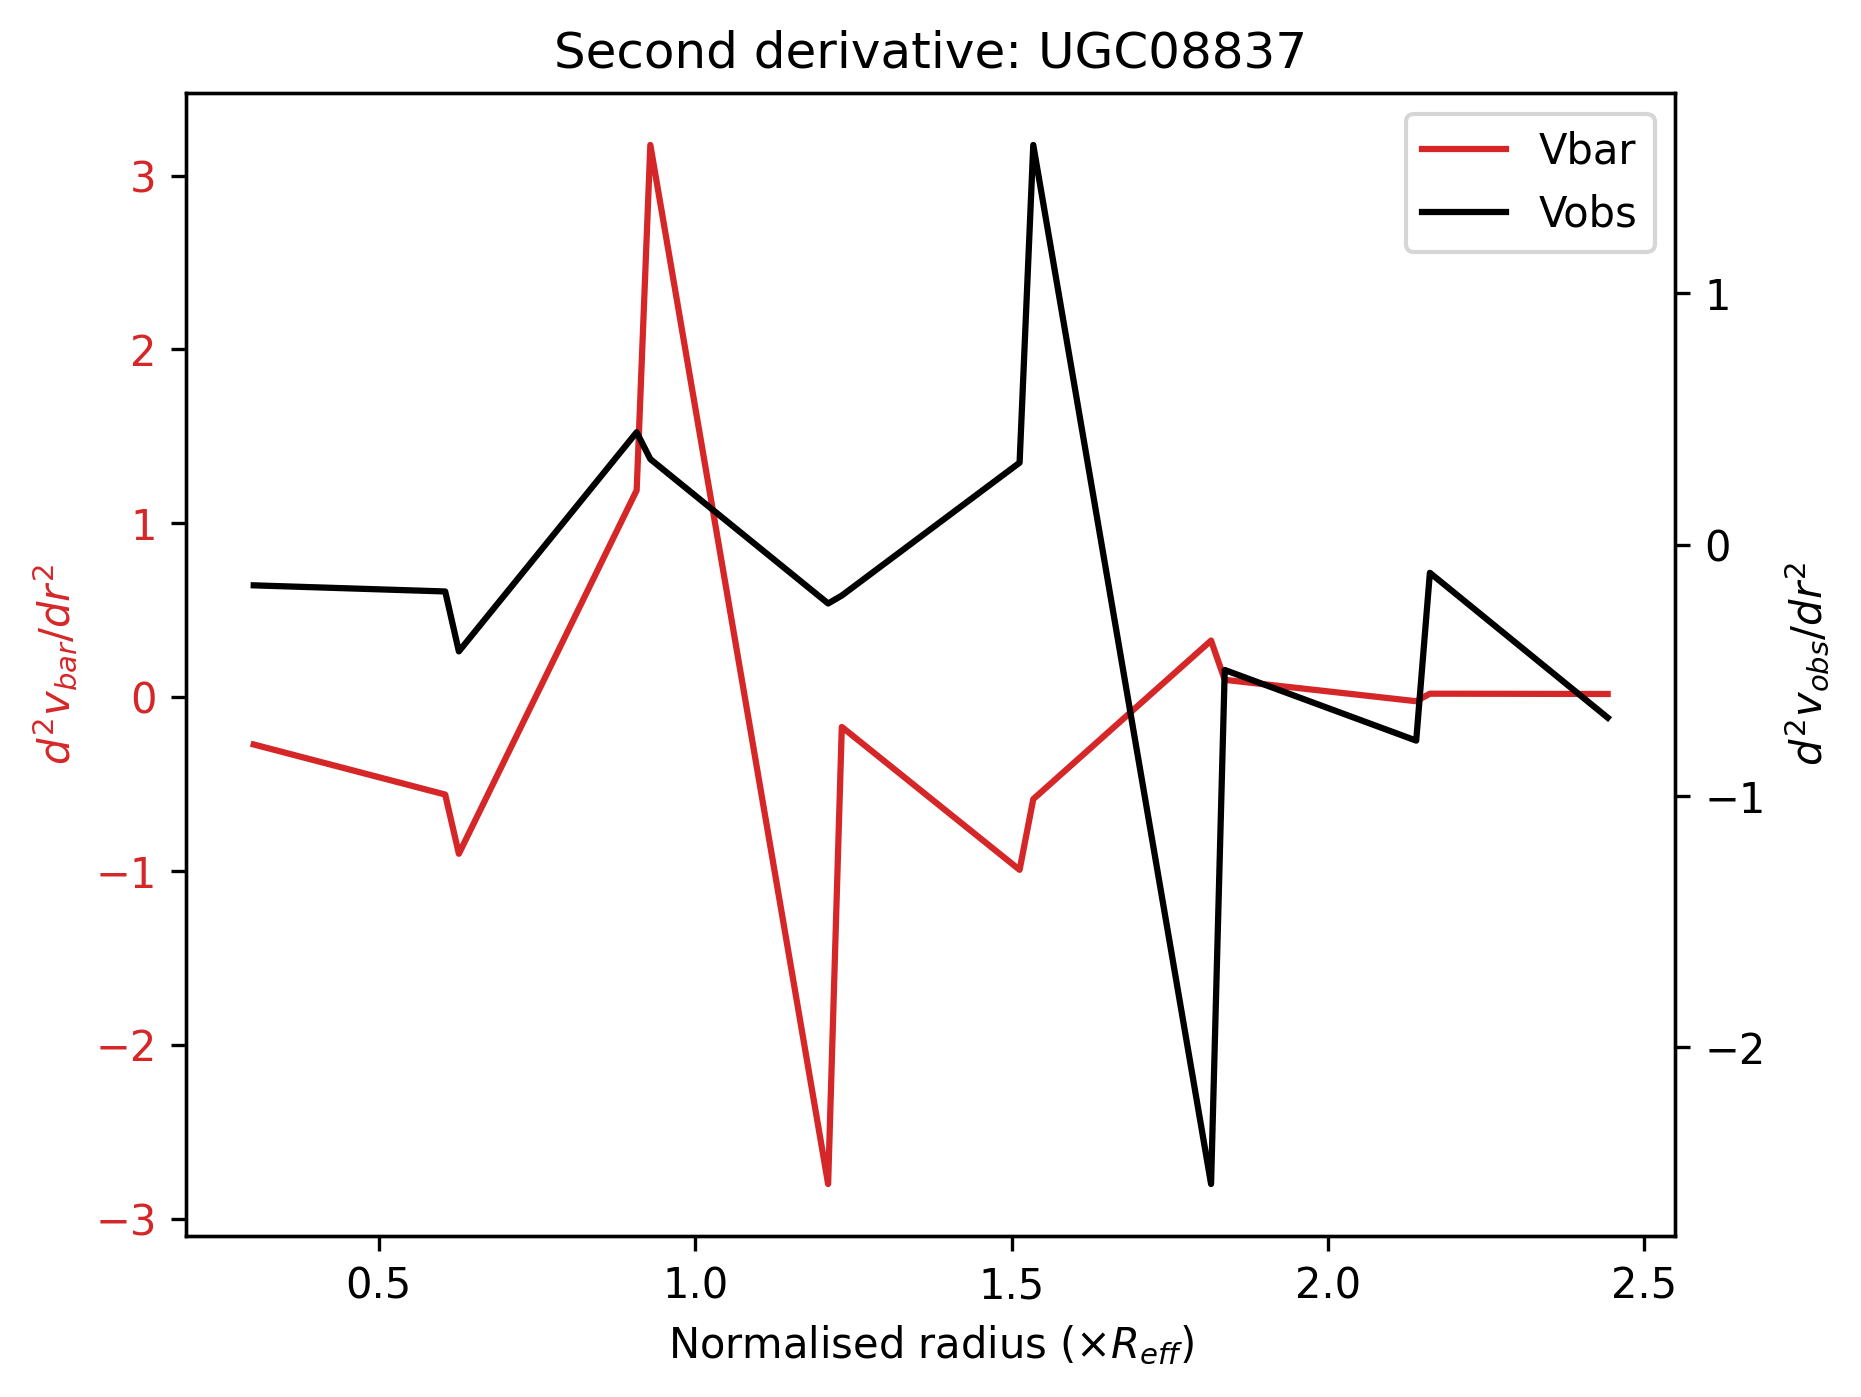 Second derivative: UGC08837
Vbar
Vobs
3
2
1
0
−1
−2
−3
1
0
−1
−2
d²v_bar/dr²
d²v_obs/dr²
0.5 1.0 1.5 2.0 2.5
Normalised radius (×R_eff)